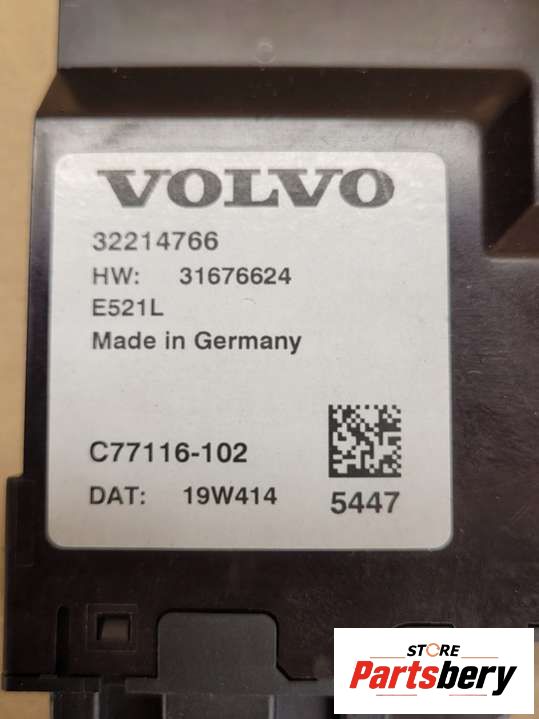 VOLVO
32214766
HW: 31676624
E521L
Made in Germany
C77116-102
DAT: 19W414
5447
STORE
Partsbery